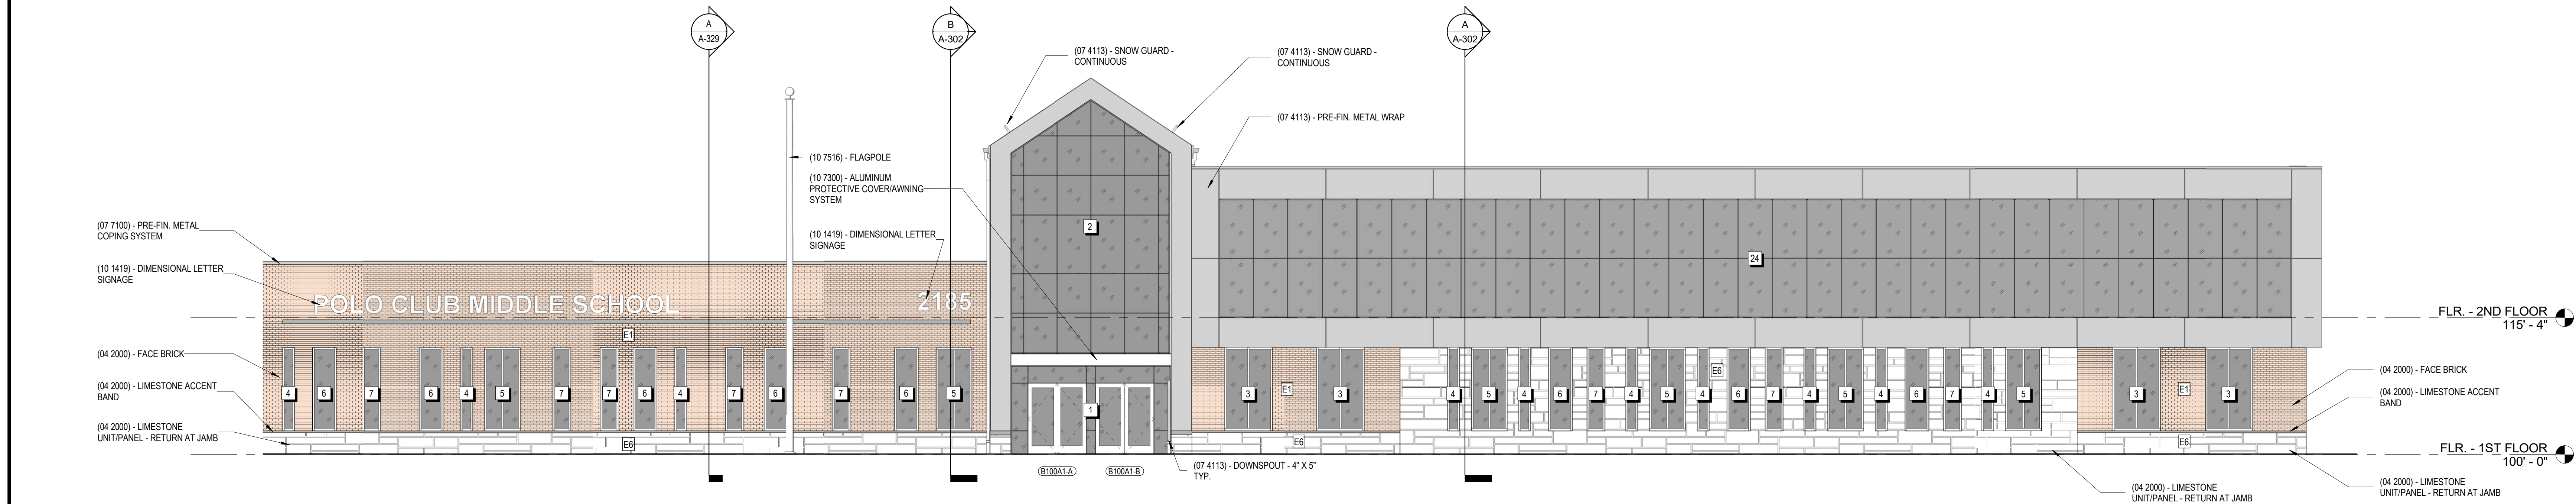 A
A-329
B
A-302
A
A-302
(07 4113) - SNOW GUARD -
CONTINUOUS
(07 4113) - SNOW GUARD -
CONTINUOUS
(07 4113) - PRE-FIN. METAL WRAP
(10 7516) - FLAGPOLE
(10 7300) - ALUMINUM
PROTECTIVE COVER/AWNING
SYSTEM
(07 7100) - PRE-FIN. METAL
COPING SYSTEM
(10 1419) - DIMENSIONAL LETTER
SIGNAGE
(10 1419) - DIMENSIONAL LETTER
SIGNAGE
2
24
POLO CLUB MIDDLE SCHOOL
2185
FLR. - 2ND FLOOR
115' - 4"
E1
(04 2000) - FACE BRICK
(04 2000) - LIMESTONE ACCENT
BAND
(04 2000) - LIMESTONE
UNIT/PANEL - RETURN AT JAMB
4 6 7 6 4 5 7 7 6 4 7 6 7 6 5
1
3 E1 3
E6
4 5 4 6 7 4 5 4 6 7 4 5 4 6 7 4 5
3 E1 3
(04 2000) - FACE BRICK
(04 2000) - LIMESTONE ACCENT
BAND
E6
E6
E6
FLR. - 1ST FLOOR
100' - 0"
B100A1-A
B100A1-B
(07 4113) - DOWNSPOUT - 4" X 5"
TYP.
(04 2000) - LIMESTONE
UNIT/PANEL - RETURN AT JAMB
(04 2000) - LIMESTONE
UNIT/PANEL - RETURN AT JAMB